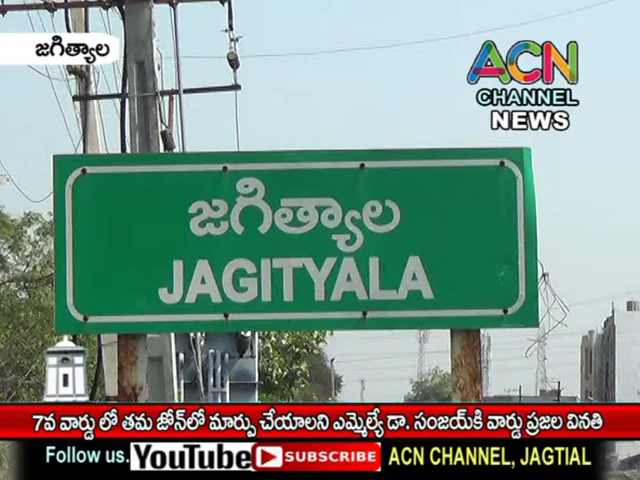 జగిత్యాల
ACN
CHANNEL
NEWS
జగిత్యాల
JAGITYALA
7వ వార్డు లో తమ జోన్‌లో మార్పు చేయాలని ఎమ్మెల్యే డా. సంజయ్‌కి వార్డు ప్రజల వినతి
Follow us. YouTube SUBSCRIBE ACN CHANNEL, JAGTIAL